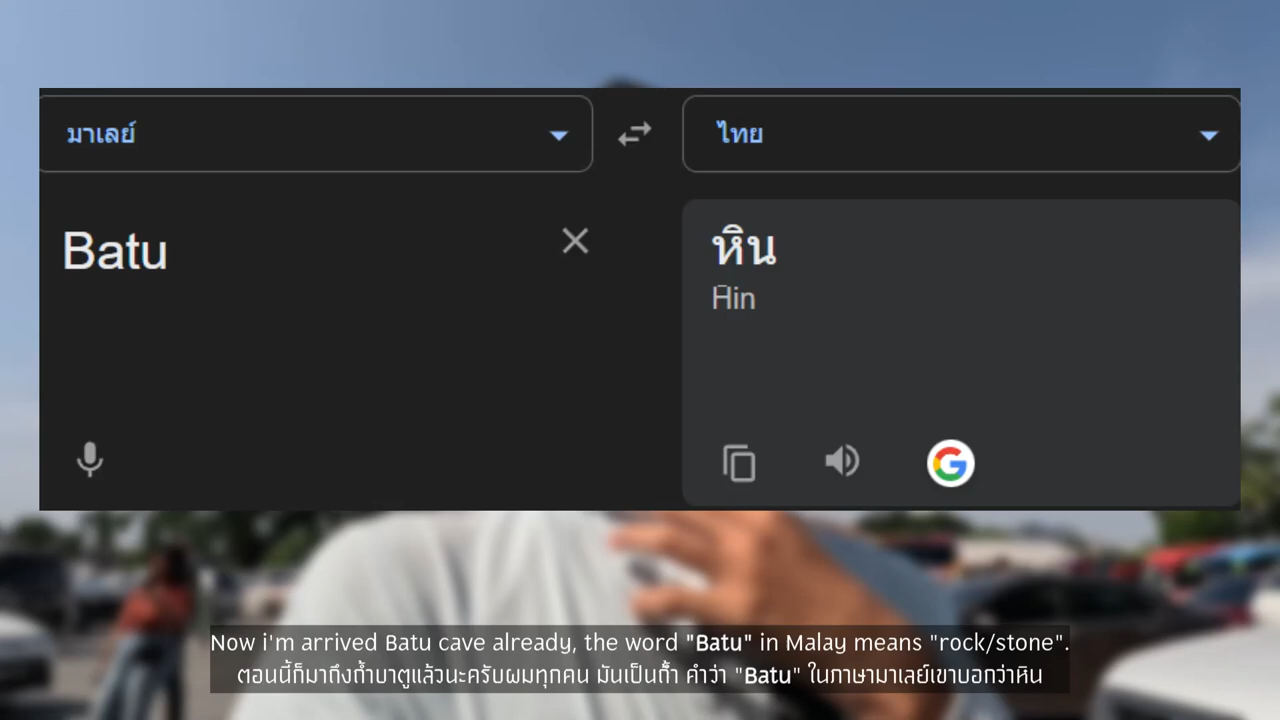 มาเลย์
ไทย
Batu
หิน
H̄in
Now i'm arrived Batu cave already, the word "Batu" in Malay means "rock/stone".
ตอนนี้ก็มาถึงถ้ำบาตูแล้วนะครับผมทุกคน มันเป็นถ้ำ คำว่า "Batu" ในภาษามาเลย์เขาบอกว่าหิน